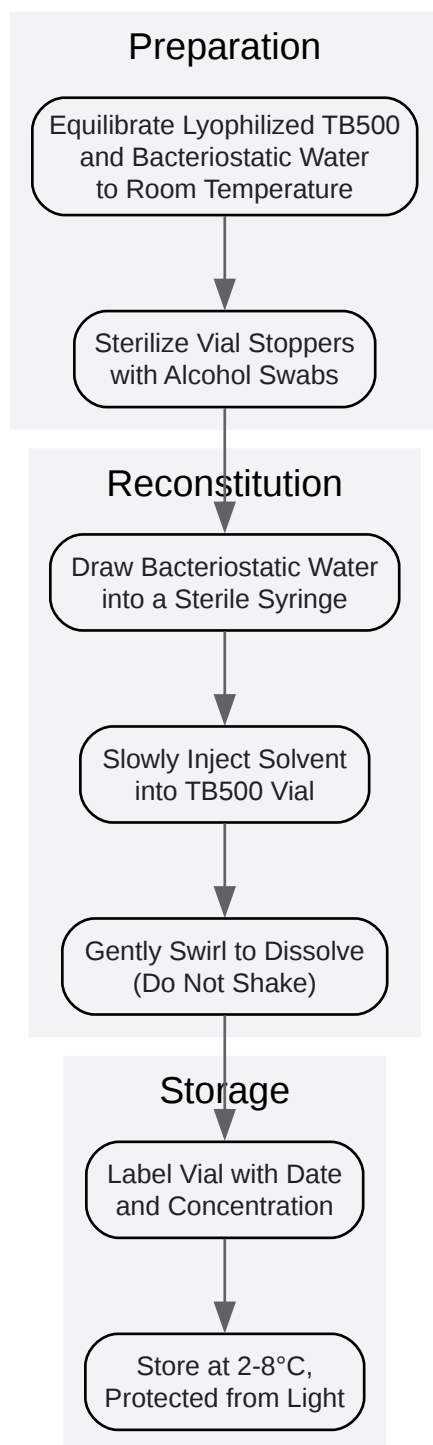 Preparation
Equilibrate Lyophilized TB500
and Bacteriostatic Water
to Room Temperature
Sterilize Vial Stoppers
with Alcohol Swabs
Reconstitution
Draw Bacteriostatic Water
into a Sterile Syringe
Slowly Inject Solvent
into TB500 Vial
Gently Swirl to Dissolve
(Do Not Shake)
Storage
Label Vial with Date
and Concentration
Store at 2-8°C,
Protected from Light